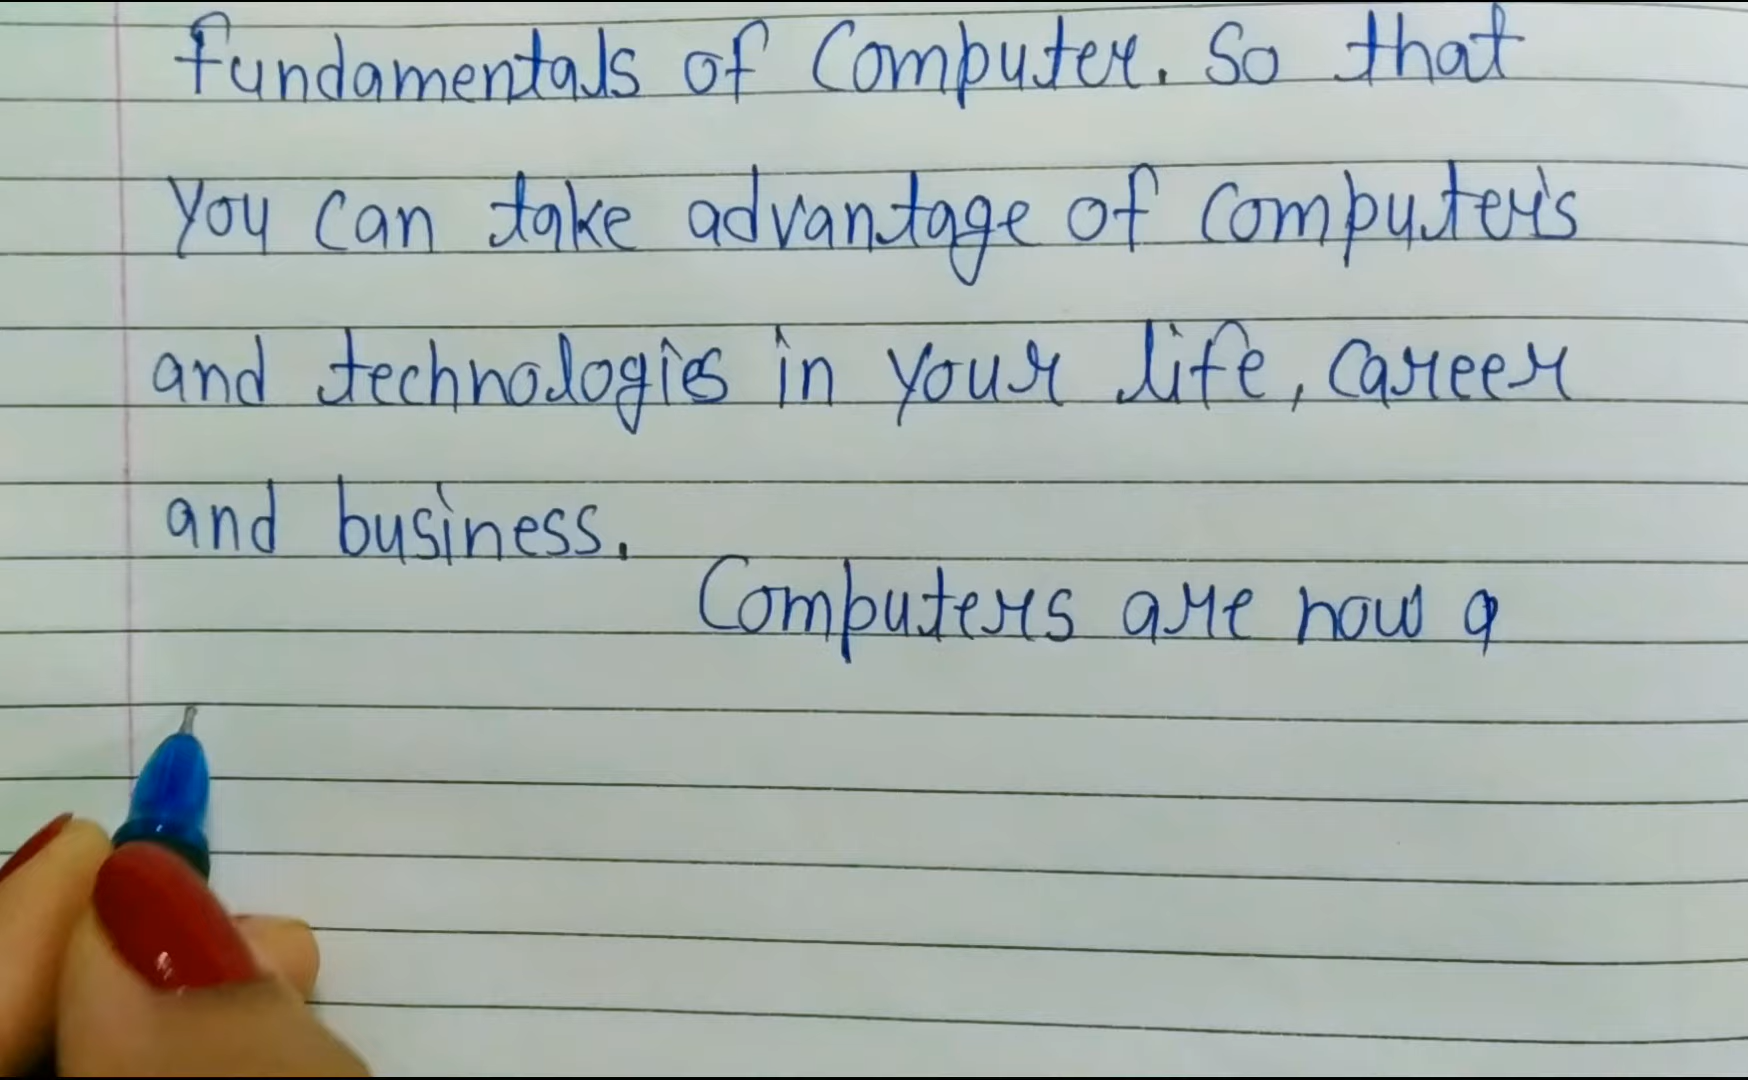 fundamentals of Computer. So that
you can take advantage of computer's
and technologies in your life, career
and business.
Computers are now a